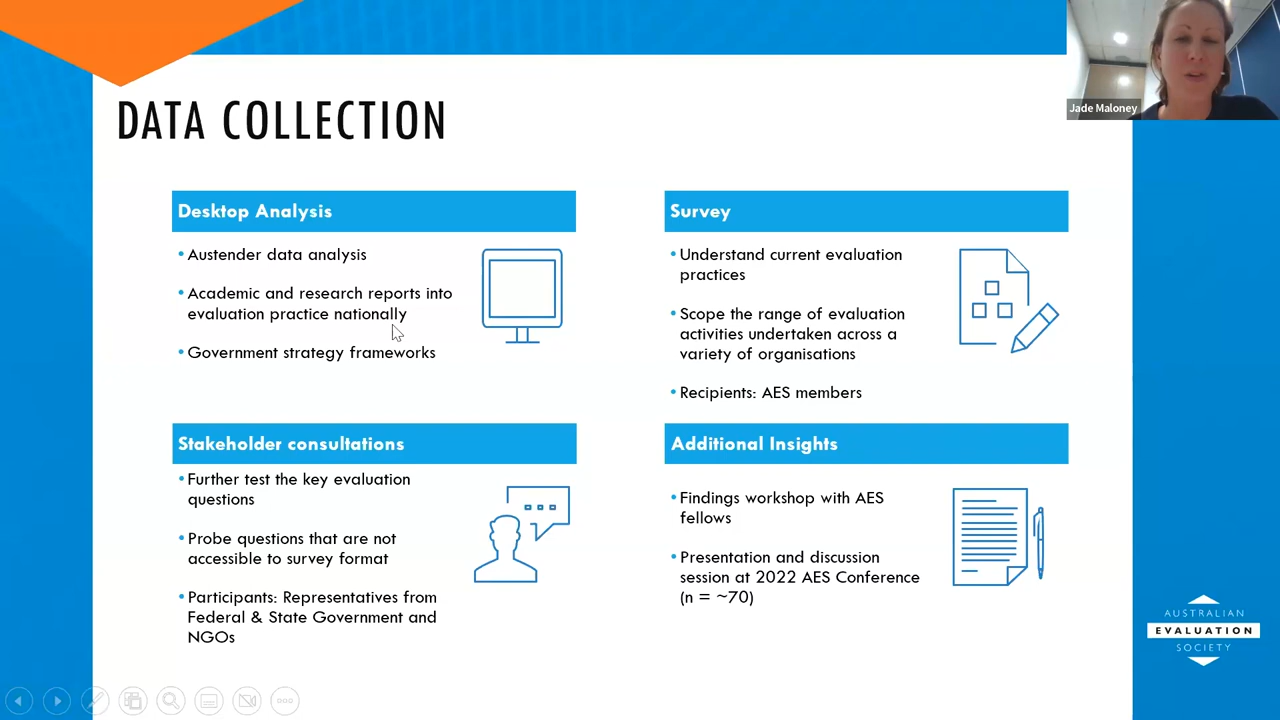 DATA COLLECTION
Jade Maloney
Desktop Analysis
• Austender data analysis
• Academic and research reports into
evaluation practice nationally
• Government strategy frameworks
Survey
• Understand current evaluation
practices
• Scope the range of evaluation
activities undertaken across a
variety of organisations
• Recipients: AES members
Stakeholder consultations
• Further test the key evaluation
questions
• Probe questions that are not
accessible to survey format
• Participants: Representatives from
Federal & State Government and
NGOs
Additional Insights
• Findings workshop with AES
fellows
• Presentation and discussion
session at 2022 AES Conference
(n = ~70)
AUSTRALIAN
EVALUATION
SOCIETY